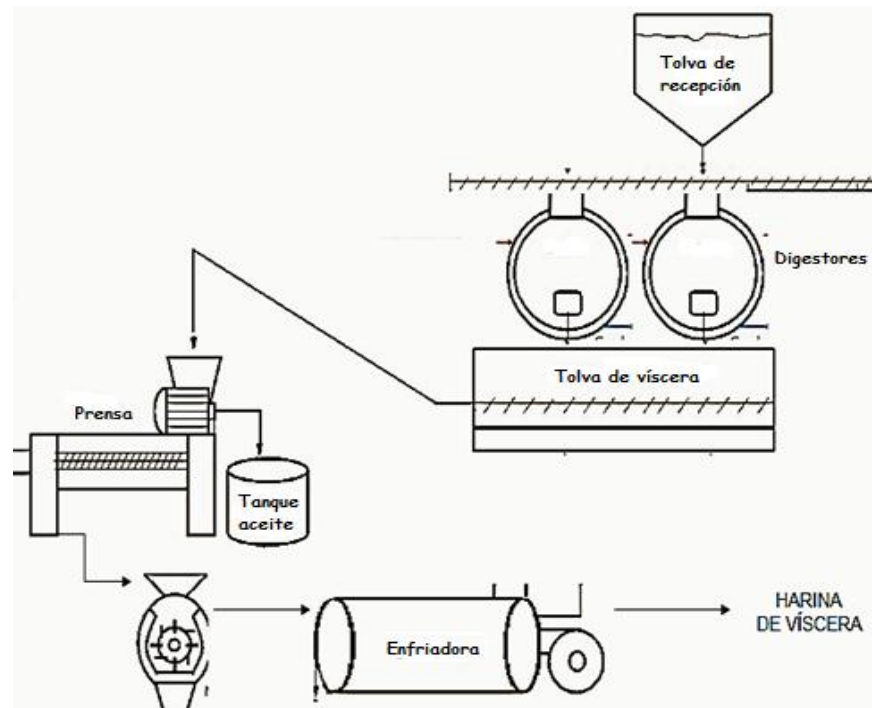 Tolva de
recepción
Digestores
Tolva de víscera
Prensa
Tanque
aceite
Enfriadora
HARINA
DE VÍSCERA